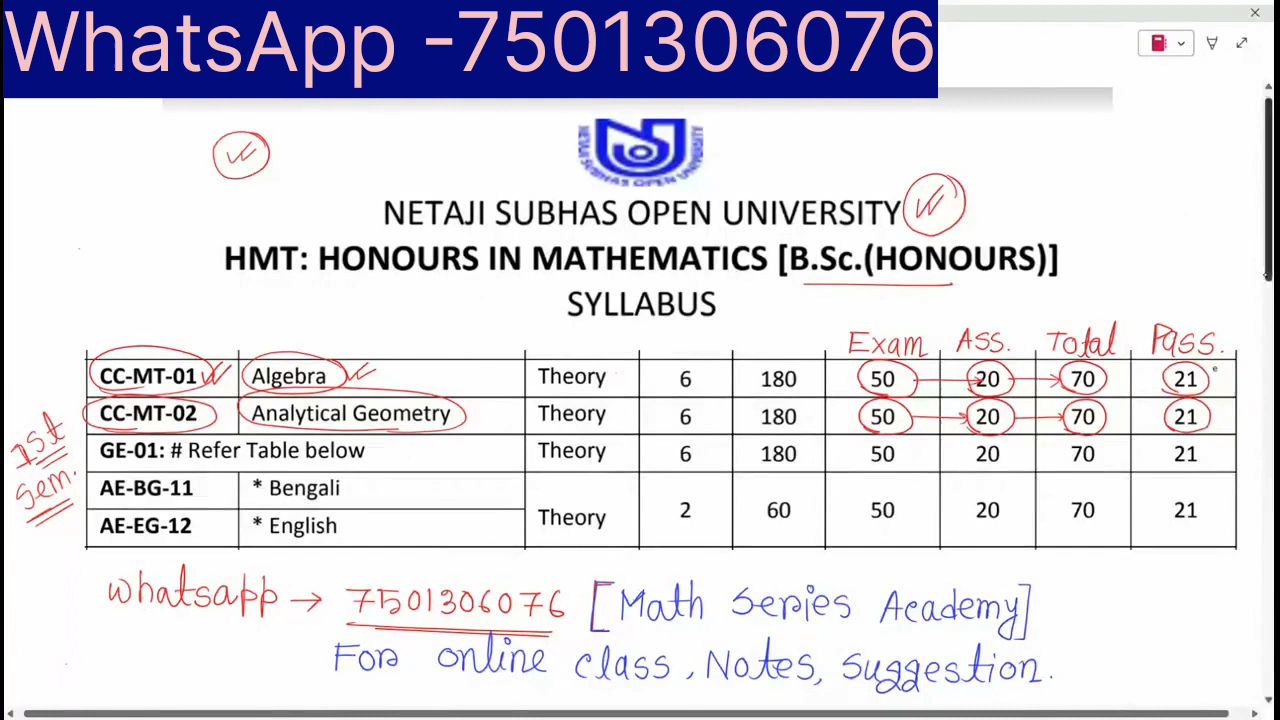 WhatsApp -7501306076
NETAJI SUBHAS OPEN UNIVERSITY
NETAJI SUBHAS OPEN UNIVERSITY
HMT: HONOURS IN MATHEMATICS [B.Sc.(HONOURS)]
SYLLABUS
Exam Ass. Total Pass.
CC-MT-01 Algebra Theory 6 180 50 20 70 21
CC-MT-02 Analytical Geometry Theory 6 180 50 20 70 21
GE-01: # Refer Table below Theory 6 180 50 20 70 21
AE-BG-11 * Bengali
AE-EG-12 * English Theory 2 60 50 20 70 21
1st
Sem.
Whatsapp → 7501306076 [Math Series Academy]
For online class, Notes, Suggestion.